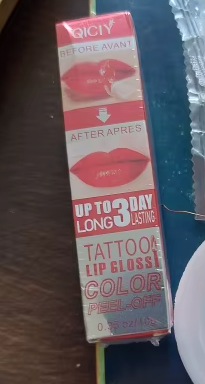 QICIY
BEFORE AVANT
AFTER APRES
UP TO 3 DAY
LONG LASTING
TATTOO
LIP GLOSS
COLOR
PEEL-OFF